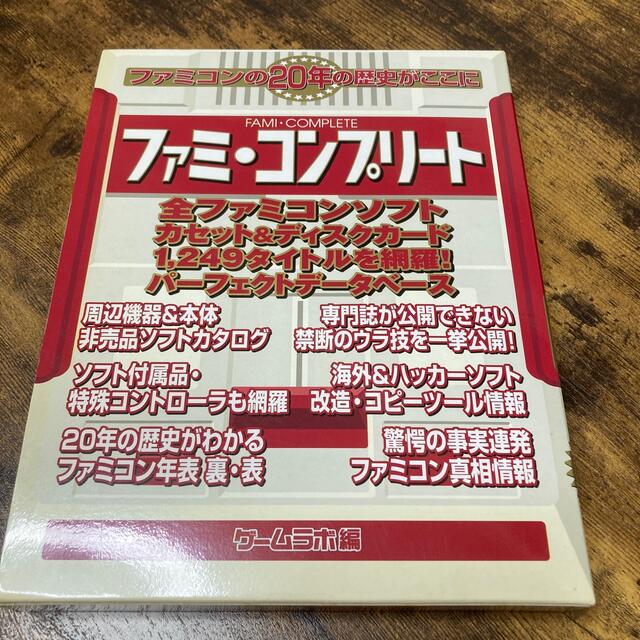 ファミコンの20年の歴史がここに
FAMI・COMPLETE
ファミ・コンプリート
全ファミコンソフト
カセット&ディスクカード
1,249タイトルを網羅!
パーフェクトデータベース
周辺機器&本体
非売品ソフトカタログ
専門誌が公開できない
禁断のウラ技を一挙公開!
ソフト付属品・
特殊コントローラも網羅
海外&ハッカーソフト
改造・コピーツール情報
20年の歴史がわかる
ファミコン年表 裏・表
驚愕の事実連発
ファミコン真相情報
ゲームラボ編